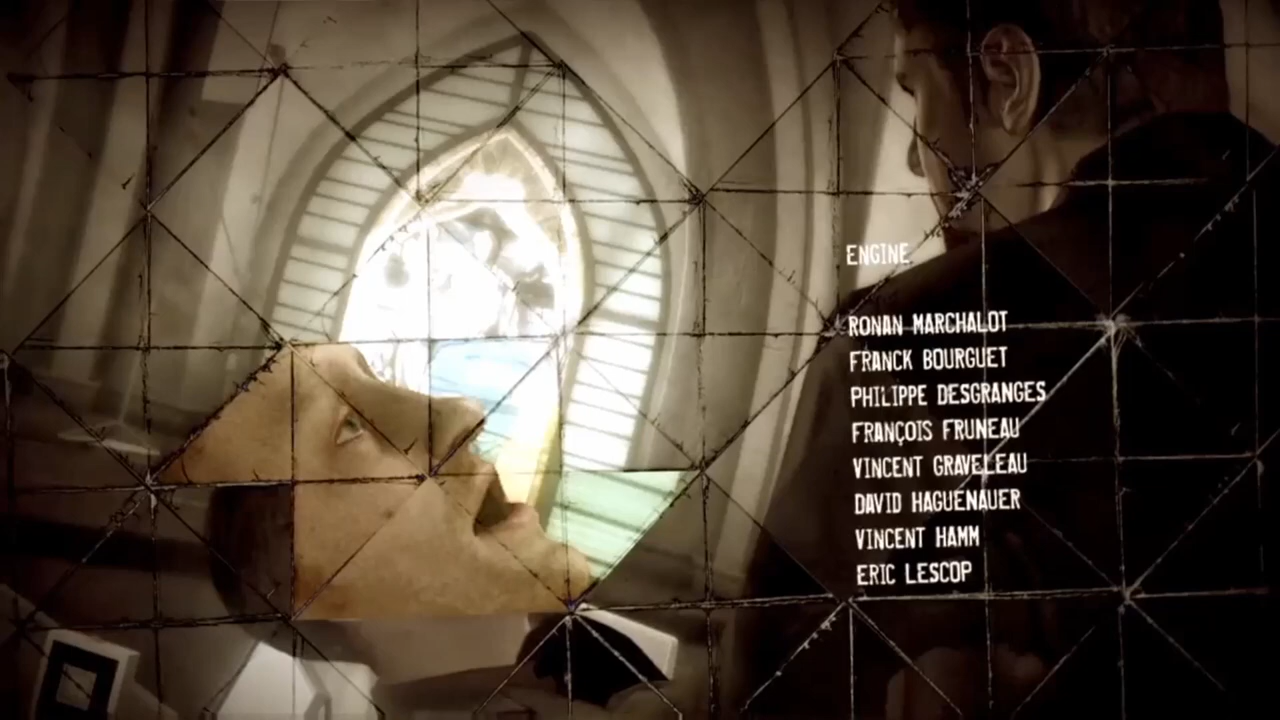 ENGINE
RONAN MARCHALOT
FRANCK BOURGUET
PHILIPPE DESGRANGES
FRANÇOIS FRUNEAU
VINCENT GRAVELEAU
DAVID HAGUENAUER
VINCENT HAMM
ERIC LESCOP